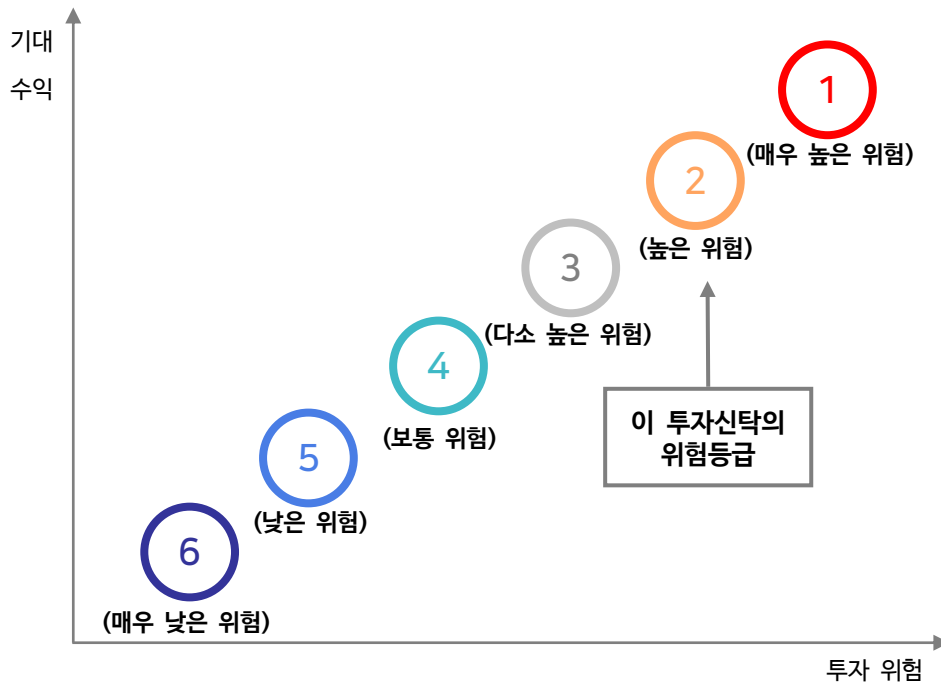 기대
수익
1
(매우 높은 위험)
2
(높은 위험)
3
(다소 높은 위험)
4
(보통 위험)
이 투자신탁의
위험등급
5
(낮은 위험)
6
(매우 낮은 위험)
투자 위험